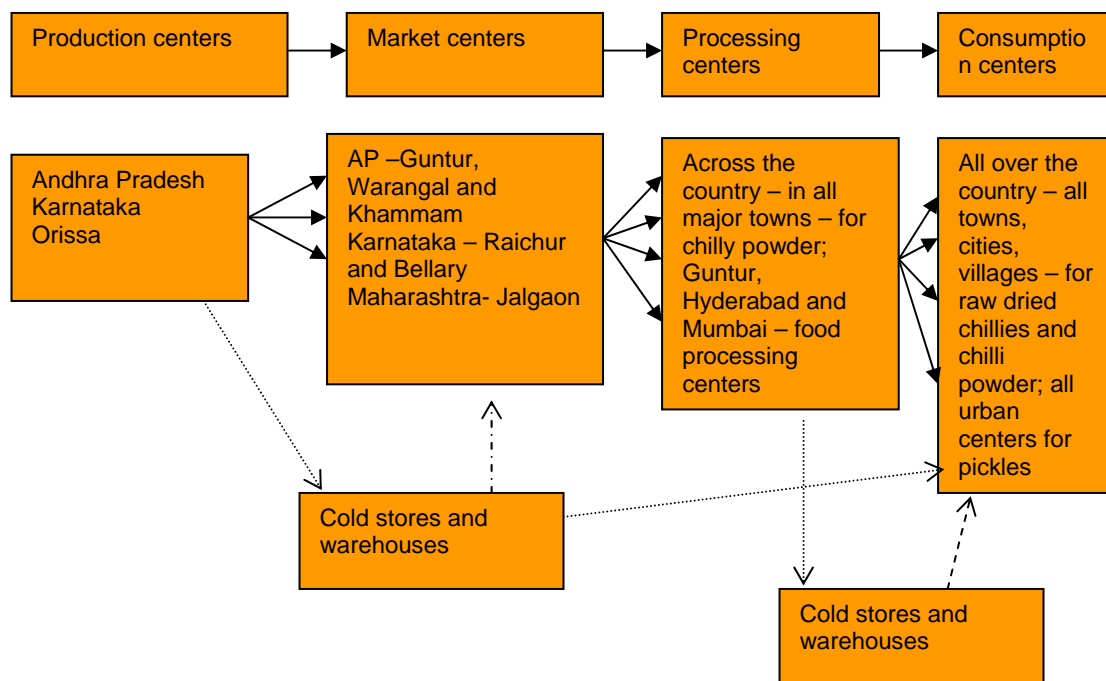 Production centers
Market centers
Processing
centers
Consumptio
n centers
Andhra Pradesh
Karnataka
Orissa
AP –Guntur,
Warangal and
Khammam
Karnataka – Raichur
and Bellary
Maharashtra- Jalgaon
Across the
country – in all
major towns – for
chilly powder;
Guntur,
Hyderabad and
Mumbai – food
processing
centers
All over the
country – all
towns,
cities,
villages – for
raw dried
chillies and
chilli
powder; all
urban
centers for
pickles
Cold stores and
warehouses
Cold stores and
warehouses